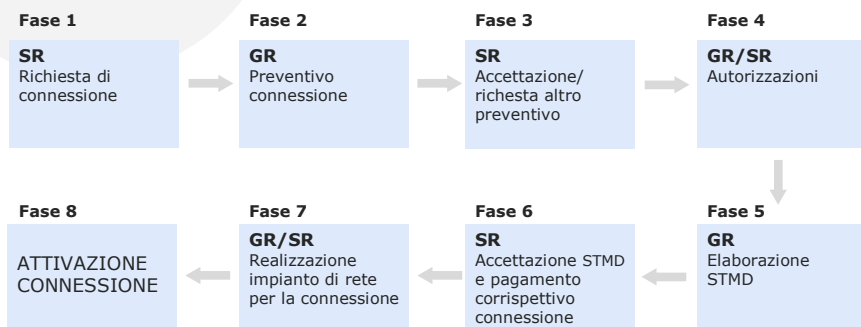 Fase 1
SR
Richiesta di
connessione
Fase 2
GR
Preventivo
connessione
Fase 3
SR
Accettazione/
richesta altro
preventivo
Fase 4
GR/SR
Autorizzazioni
Fase 5
GR
Elaborazione
STMD
Fase 6
SR
Accettazione STMD
e pagamento
corrispettivo
connessione
Fase 7
GR/SR
Realizzazione
impianto di rete
per la connessione
Fase 8
ATTIVAZIONE
CONNESSIONE